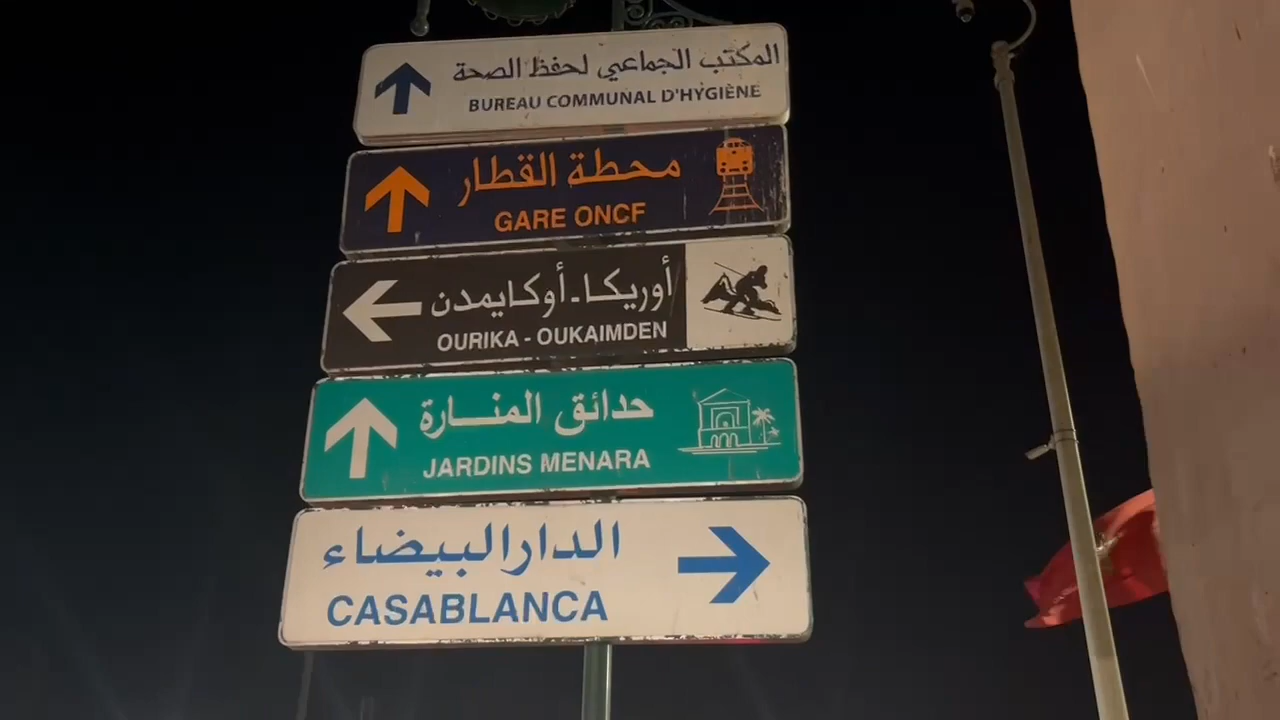 المكتب الجماعي لحفظ الصحة
BUREAU COMMUNAL D'HYGIÈNE
محطة القطار
GARE ONCF
أوريكا-أوكايمدن
OURIKA - OUKAIMDEN
حدائق المنارة
JARDINS MENARA
الدارالبيضاء
CASABLANCA